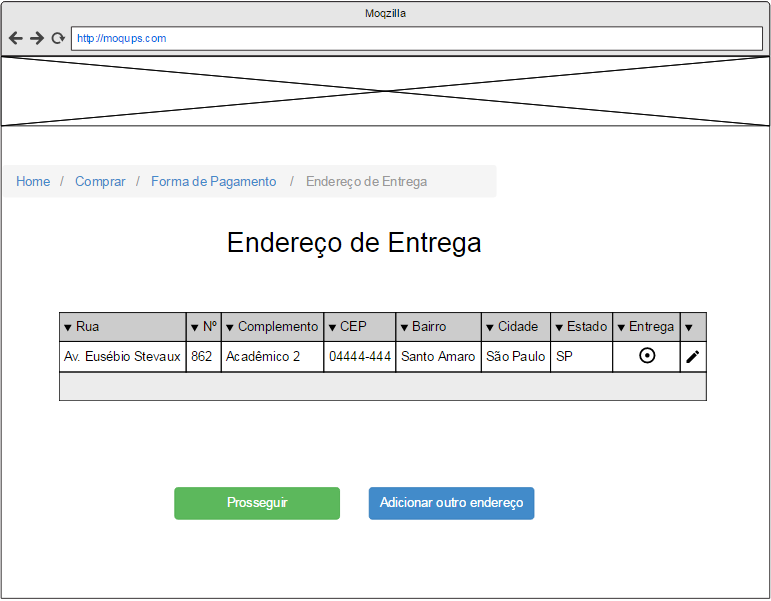 Moqzilla
http://moqups.com
Home / Comprar / Forma de Pagamento / Endereço de Entrega
Endereço de Entrega
Rua Nº Complemento CEP Bairro Cidade Estado Entrega
Av. Eusébio Stevaux 862 Acadêmico 2 04444-444 Santo Amaro São Paulo SP
Prosseguir Adicionar outro endereço